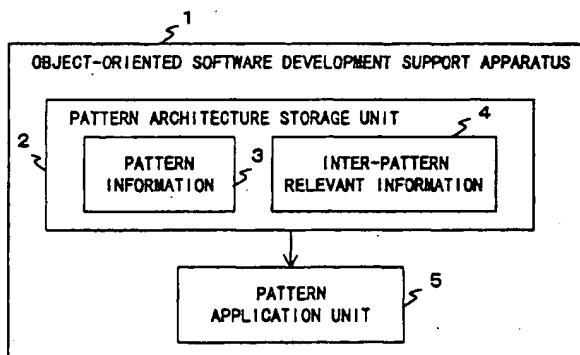 1
OBJECT-ORIENTED SOFTWARE DEVELOPMENT SUPPORT APPARATUS
PATTERN ARCHITECTURE STORAGE UNIT
4
2
PATTERN
INFORMATION
3
INTER-PATTERN
RELEVANT INFORMATION
PATTERN
APPLICATION UNIT
5